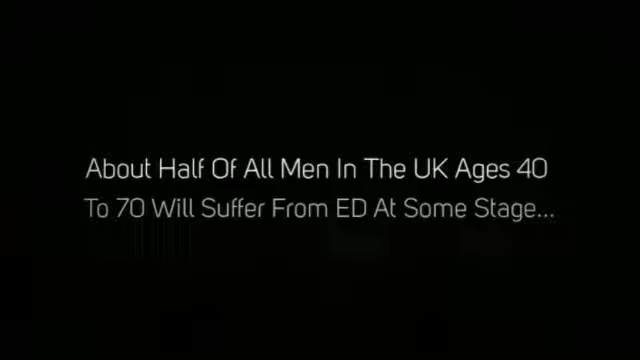 About Half Of All Men In The UK Ages 40
To 70 Will Suffer From ED At Some Stage...